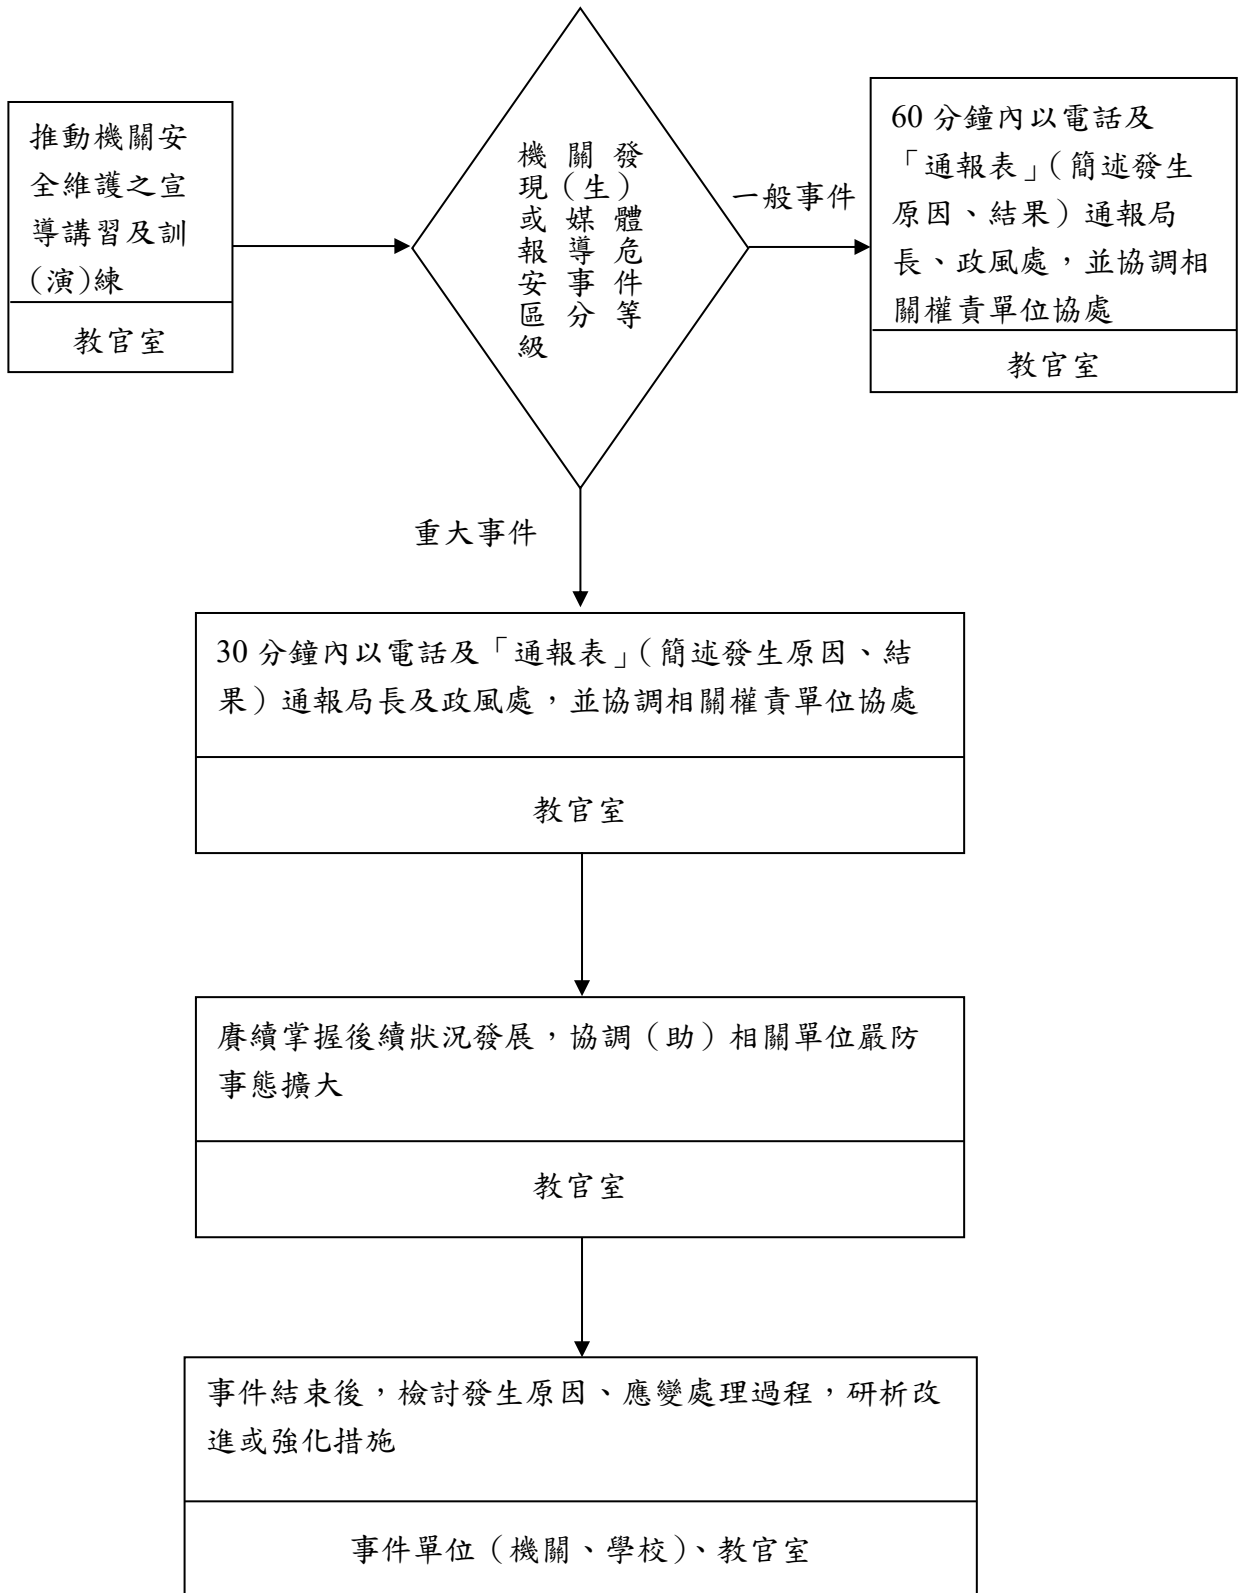 推動機關安
全維護之宣
導講習及訓
(演)練
教官室
機關發
現(生)
或媒體
報導危
安事件
區分等
級
一般事件
60 分鐘內以電話及
「通報表」(簡述發生
原因、結果)通報局
長、政風處,並協調相
關權責單位協處
教官室
重大事件
30 分鐘內以電話及「通報表」(簡述發生原因、結
果)通報局長及政風處,並協調相關權責單位協處
教官室
賡續掌握後續狀況發展,協調(助)相關單位嚴防
事態擴大
教官室
事件結束後,檢討發生原因、應變處理過程,研析改
進或強化措施
事件單位(機關、學校)、教官室